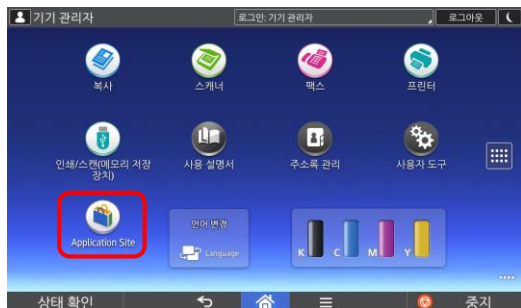 기기 관리자
로그인: 기기 관리자
로그아웃
복사
스캐너
팩스
프린터
인쇄/스캔(메모리 저장
장치)
사용 설명서
주소록 관리
사용자 도구
Application Site
언어 변경
Language
K C M Y
상태 확인
중지